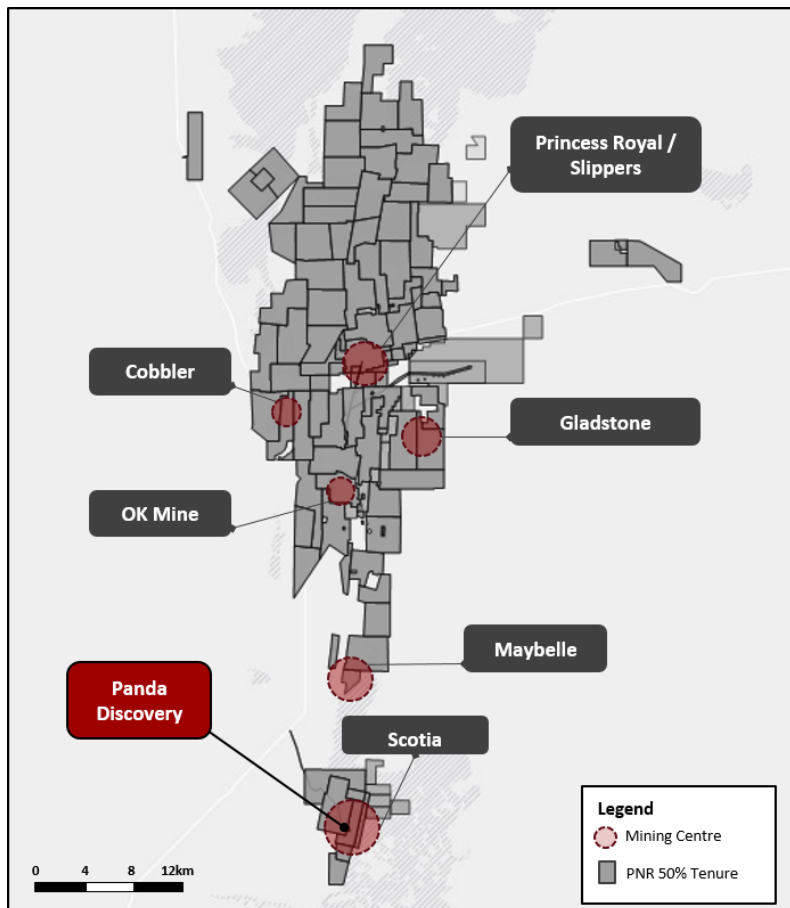 Princess Royal /
Slippers
Cobbler
Gladstone
OK Mine
Maybelle
Panda
Discovery
Scotia
Legend
Mining Centre
PNR 50% Tenure
0 4 8 12km